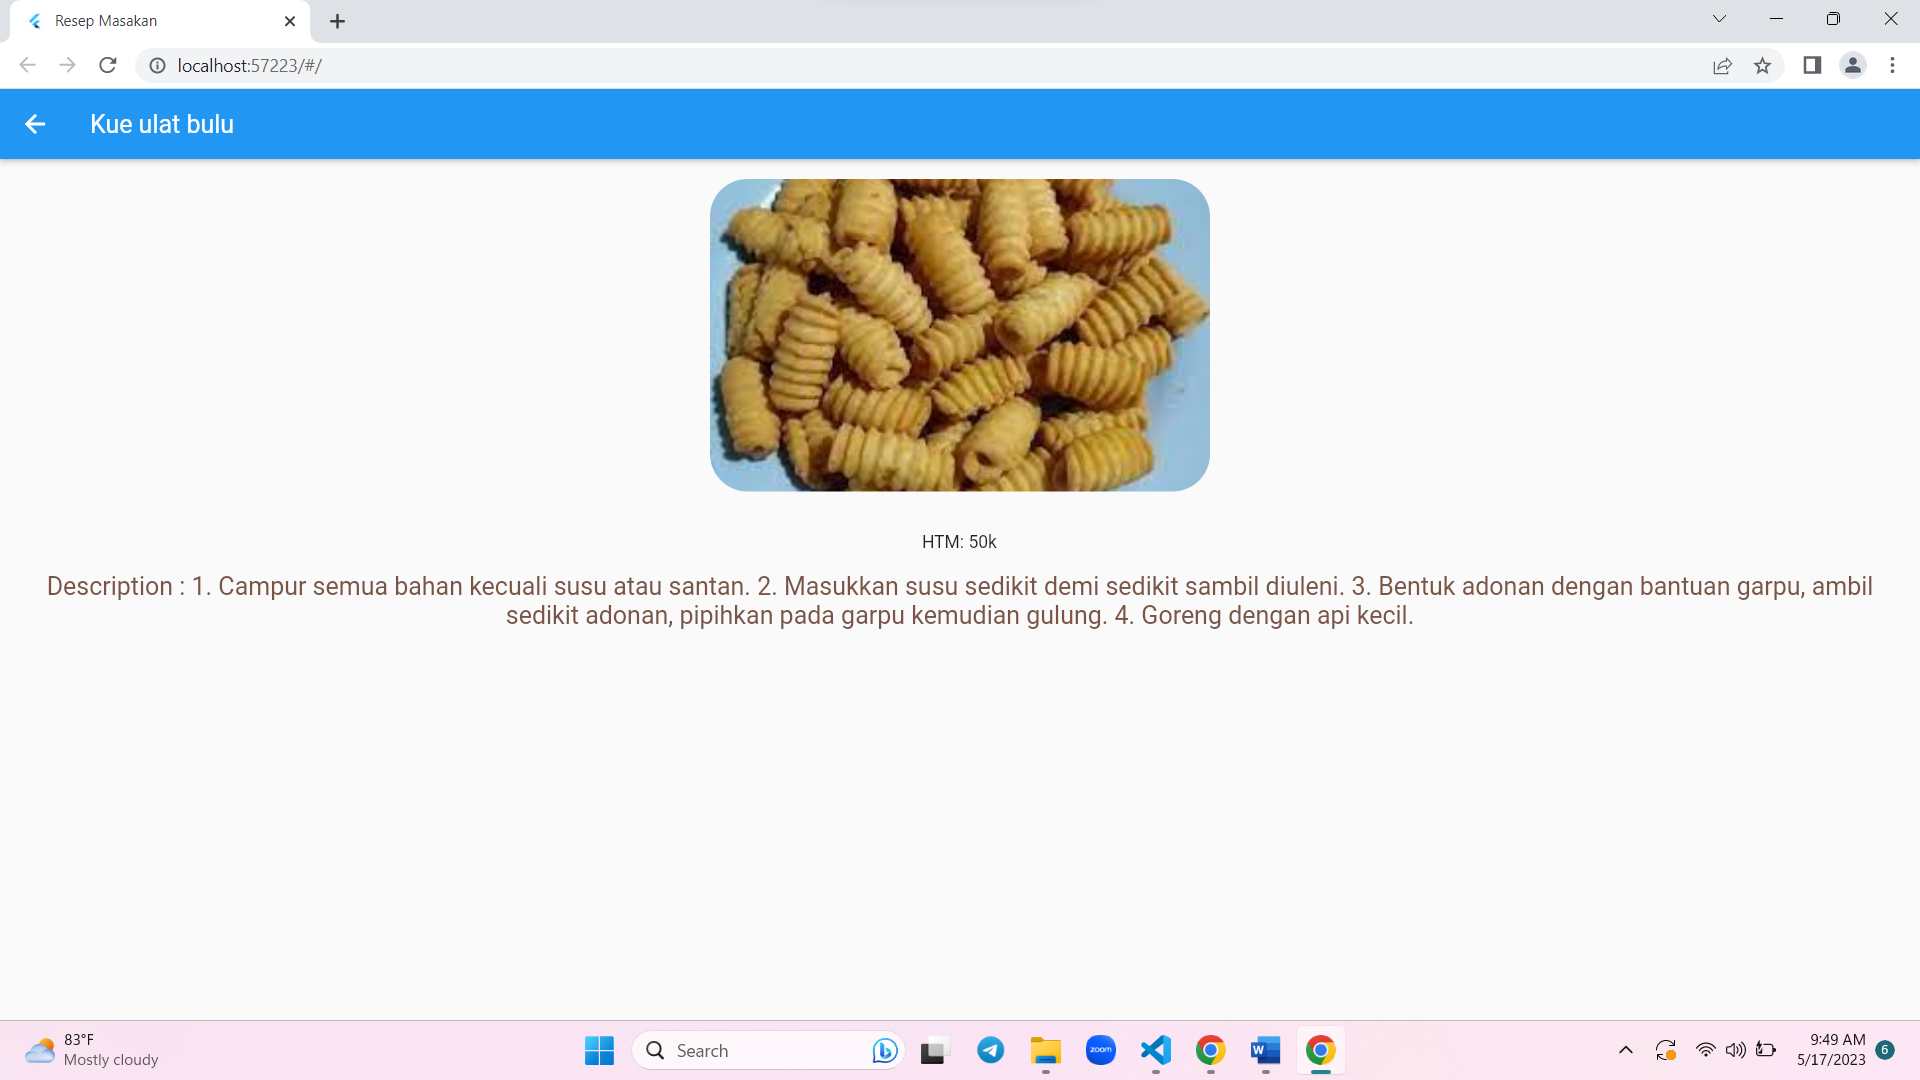 Resep Masakan
localhost:57223/#/
Kue ulat bulu
HTM: 50k
Description : 1. Campur semua bahan kecuali susu atau santan. 2. Masukkan susu sedikit demi sedikit sambil diuleni. 3. Bentuk adonan dengan bantuan garpu, ambil
sedikit adonan, pipihkan pada garpu kemudian gulung. 4. Goreng dengan api kecil.
83°F
Mostly cloudy
Search
zoom
W
9:49 AM
5/17/2023
6